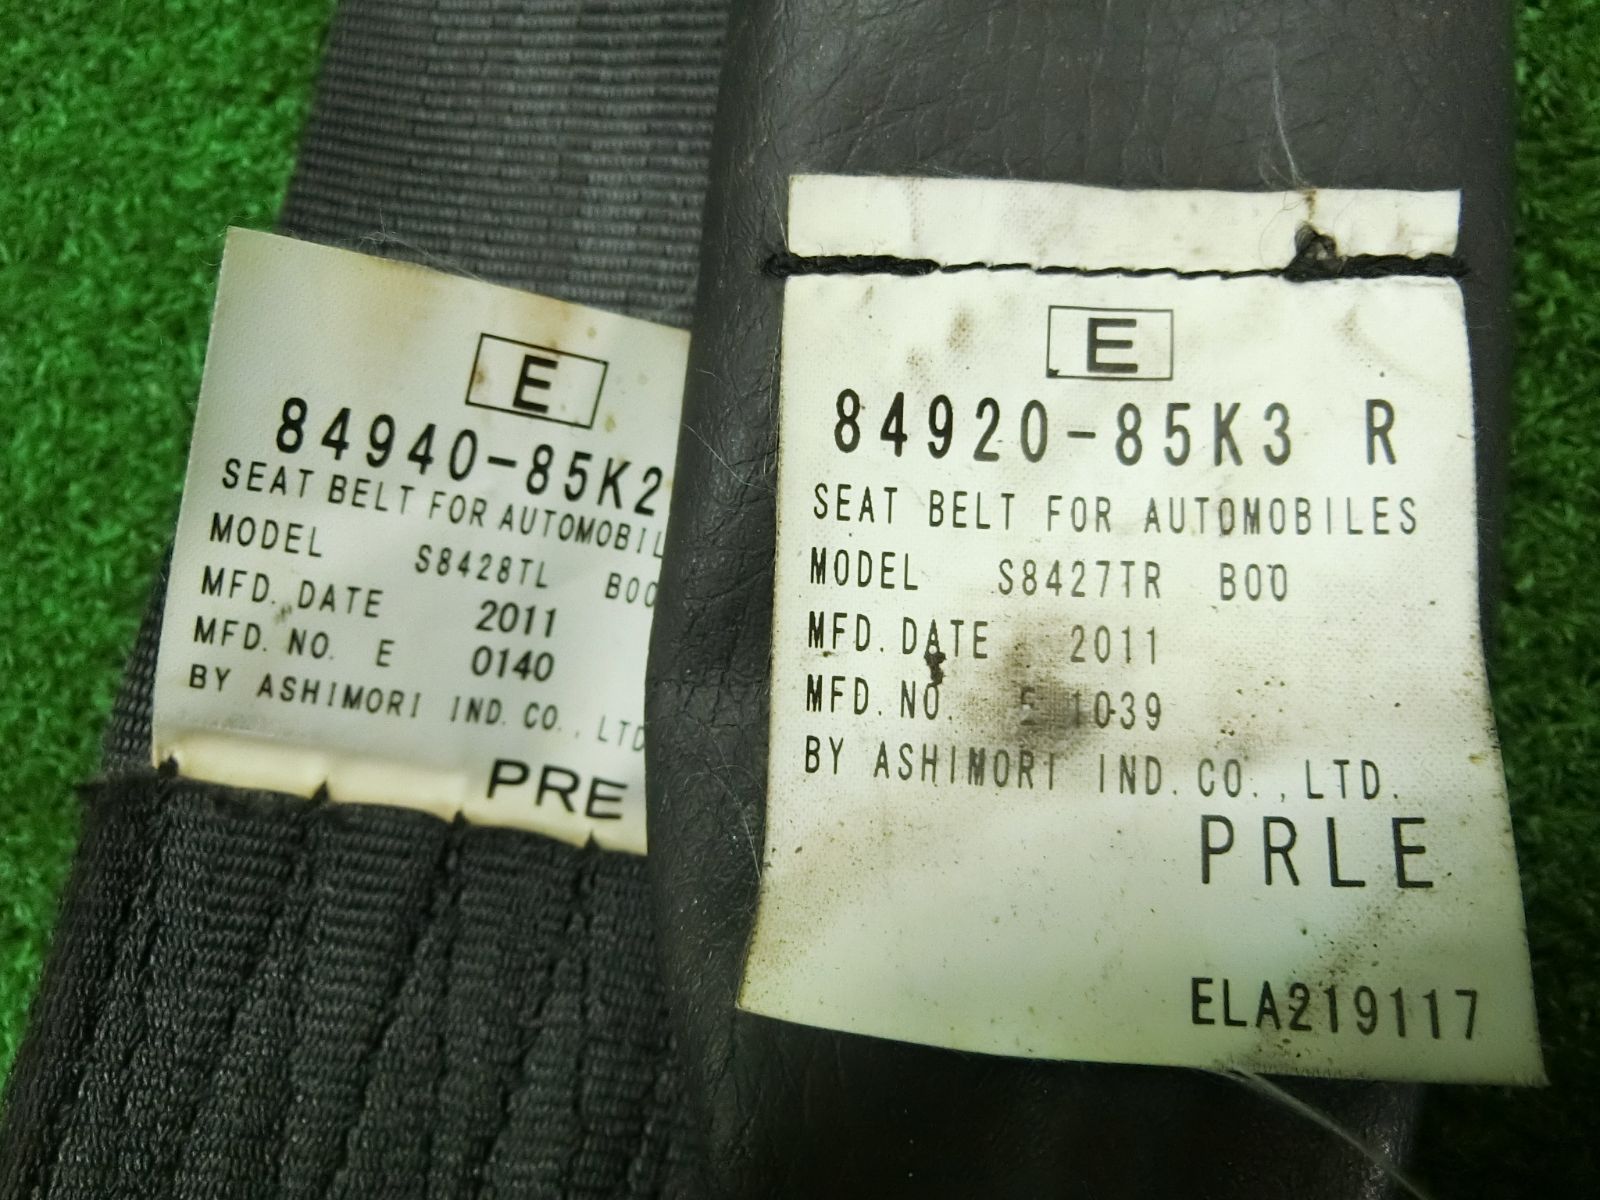 E
84940-85K2
SEAT BELT FOR AUTOMOBIL
MODEL S8428TL B00
MFD. DATE 2011
MFD. NO. E 0140
BY ASHIMORI IND. CO., LTD
PRE
E
84920-85K3 R
SEAT BELT FOR AUTOMOBILES
MODEL S8427TR B00
MFD. DATE 2011
MFD. NO. E 1039
BY ASHIMORI IND. CO., LTD.
PRLE
ELA219117